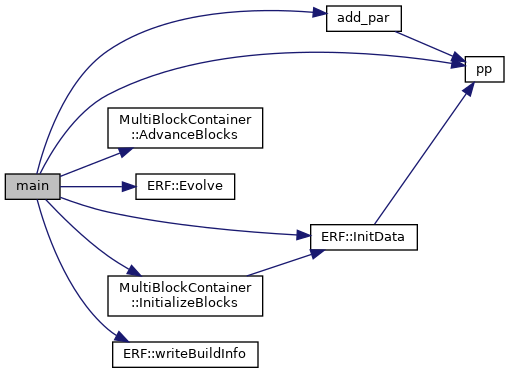 add_par
pp
MultiBlockContainer
::AdvanceBlocks
main
ERF::Evolve
ERF::InitData
MultiBlockContainer
::InitializeBlocks
ERF::writeBuildInfo